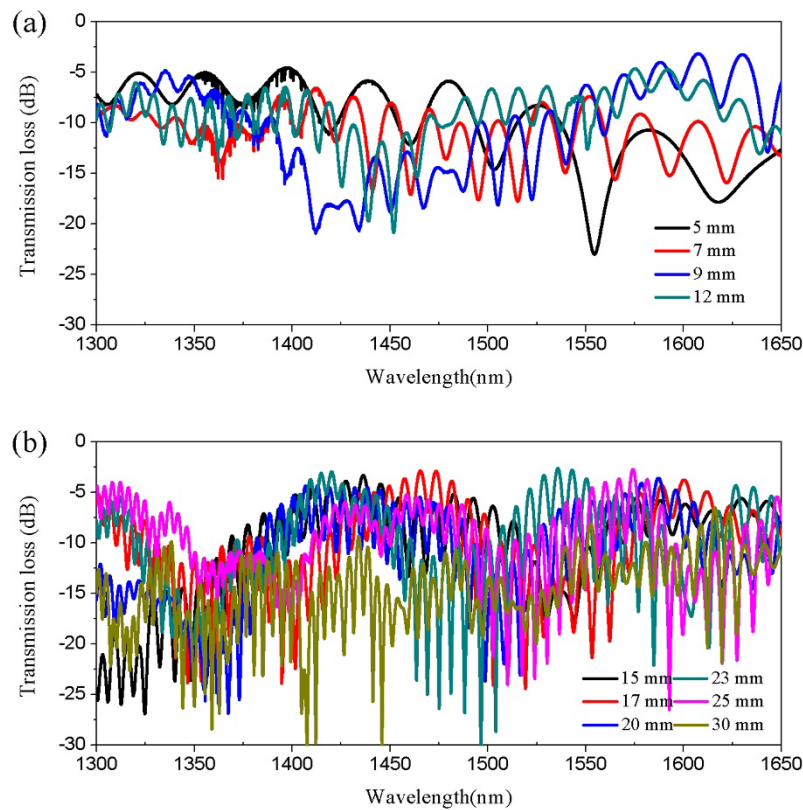 (a)
0
-5
-10
-15
-20
-25
-30
Transmission loss (dB)
5 mm
7 mm
9 mm
12 mm
1300 1350 1400 1450 1500 1550 1600 1650
Wavelength(nm)
(b)
0
-5
-10
-15
-20
-25
-30
Transmission loss (dB)
15 mm 23 mm
17 mm 25 mm
20 mm 30 mm
1300 1350 1400 1450 1500 1550 1600 1650
Wavelength(nm)